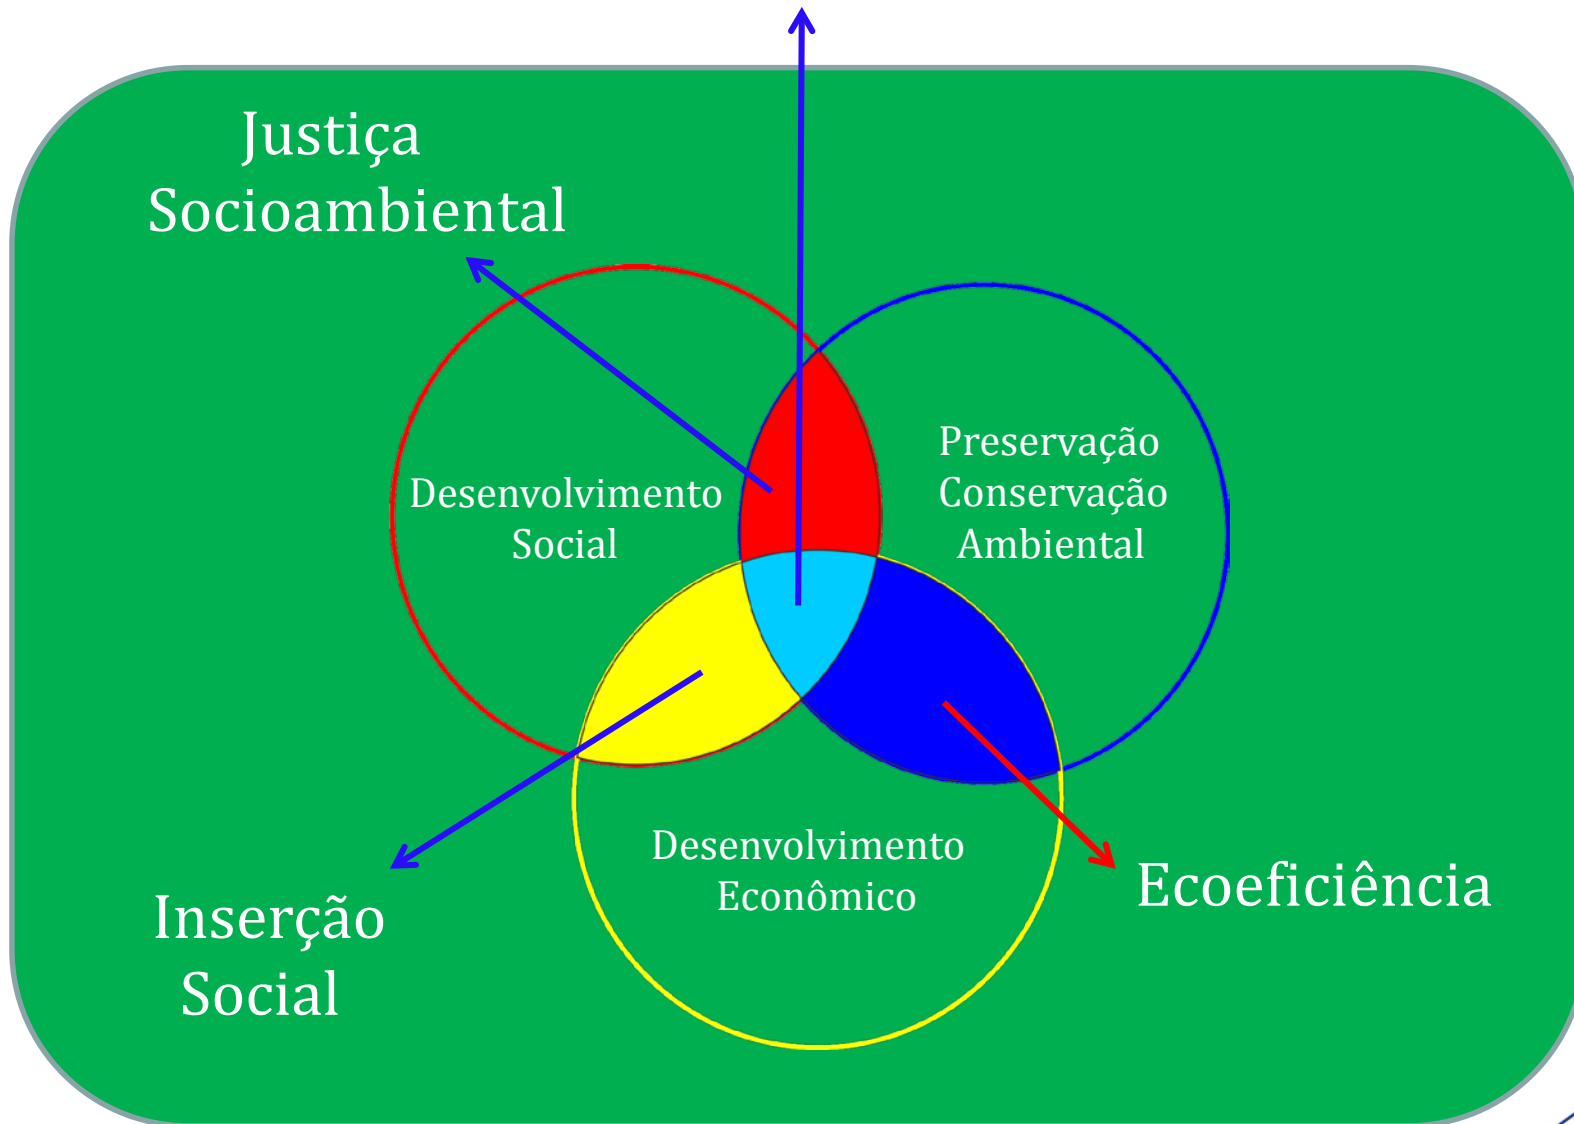 Justiça
Socioambiental
Desenvolvimento
Social
Preservação
Conservação
Ambiental
Desenvolvimento
Econômico
Inserção
Social
Ecoeficiência